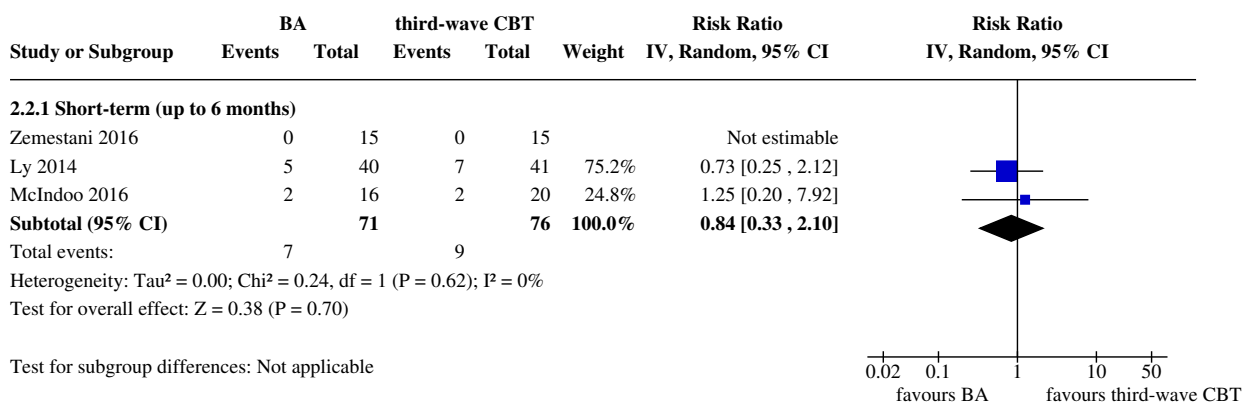 BA third-wave CBT Risk Ratio Risk Ratio
Study or Subgroup Events Total Events Total Weight IV, Random, 95% CI IV, Random, 95% CI
2.2.1 Short-term (up to 6 months)
Zemestani 2016 0 15 0 15 Not estimable
Ly 2014 5 40 7 41 75.2% 0.73 [0.25 , 2.12]
McIndoo 2016 2 16 2 20 24.8% 1.25 [0.20 , 7.92]
Subtotal (95% CI) 71 76 100.0% 0.84 [0.33 , 2.10]
Total events: 7 9
Heterogeneity: Tau² = 0.00; Chi² = 0.24, df = 1 (P = 0.62); I² = 0%
Test for overall effect: Z = 0.38 (P = 0.70)
Test for subgroup differences: Not applicable
0.02 0.1 1 10 50
favours BA favours third-wave CBT